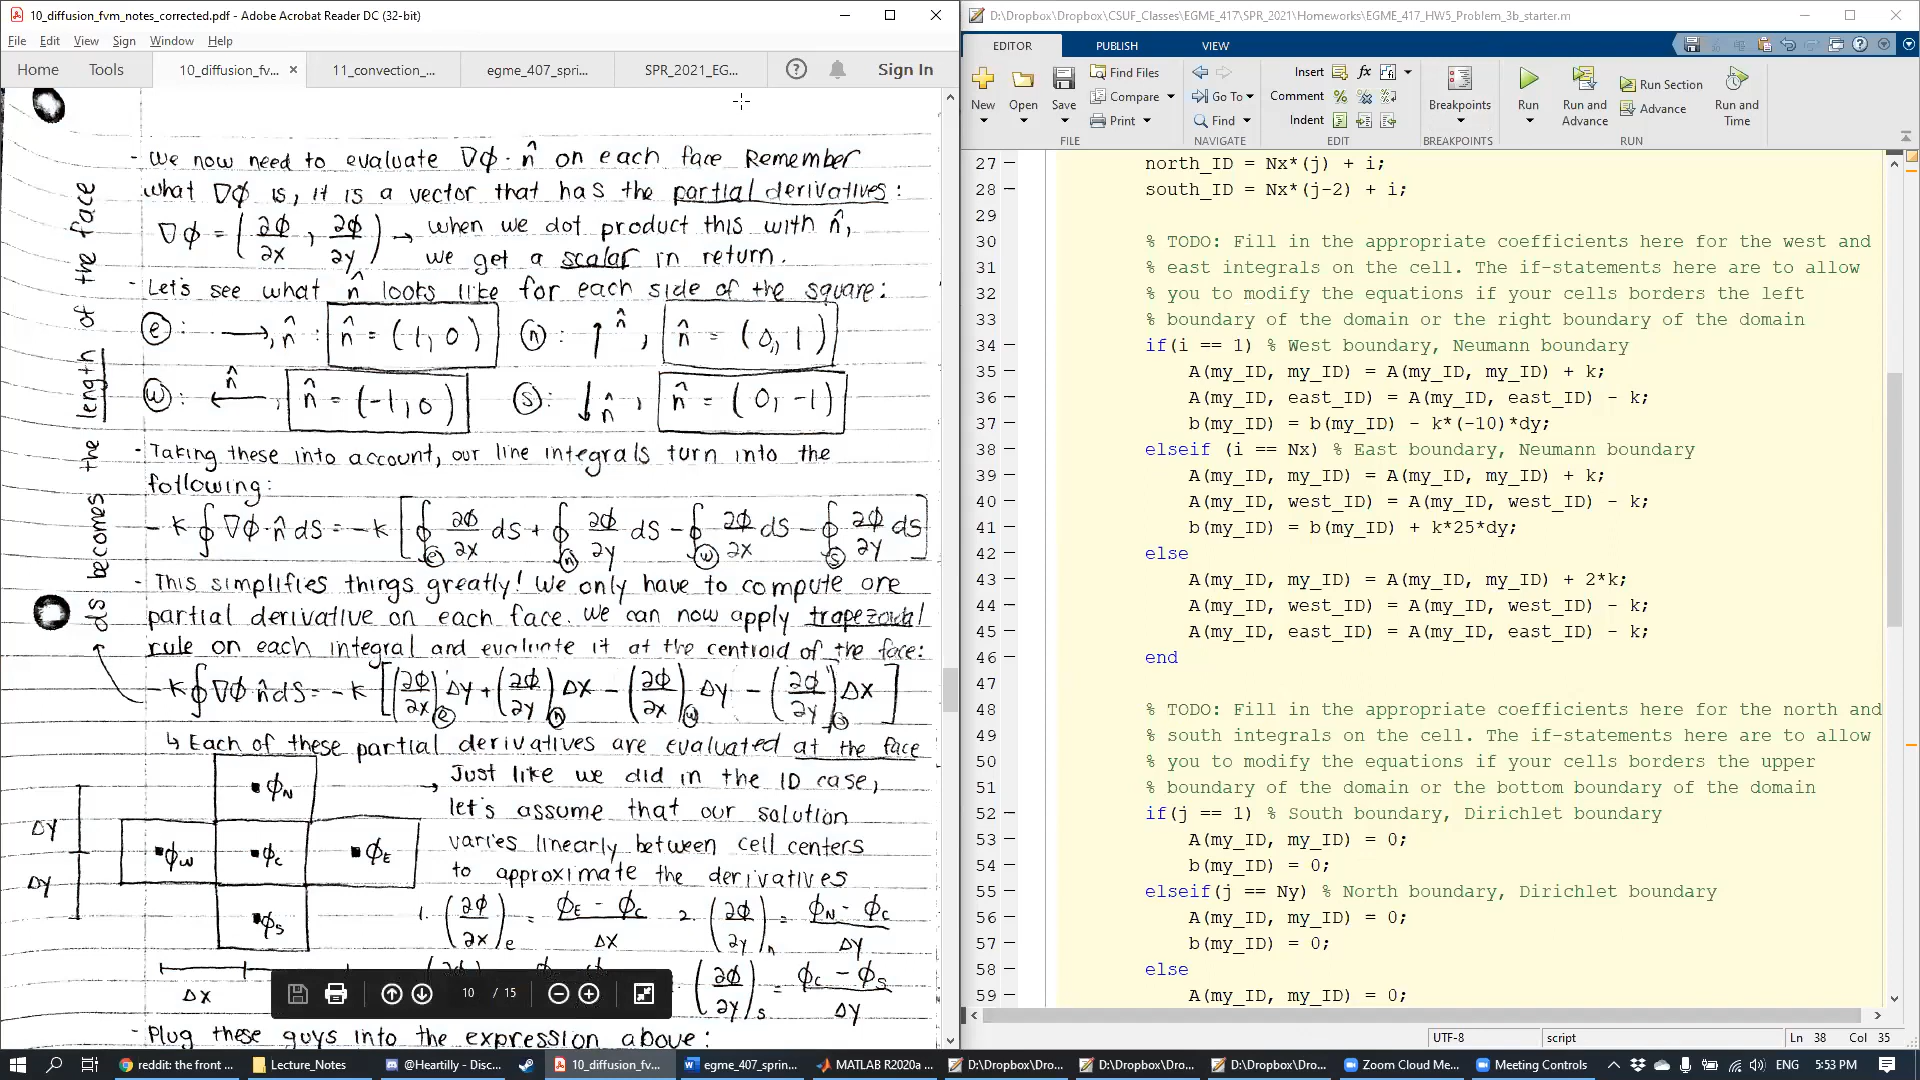 10_diffusion_fvm_notes_corrected.pdf - Adobe Acrobat Reader DC (32-bit)
File Edit View Sign Window Help
Home Tools 10_diffusion_fv... × 11_convection_... egme_407_spri... SPR_2021_EG... Sign In
- We now need to evaluate ∇φ · n̂ on each face Remember
what ∇φ is, it is a vector that has the partial derivatives:
∇φ = (∂φ/∂x, ∂φ/∂y) → when we dot product this with n̂,
we get a scalar in return.
- Let's see what n̂ looks like for each side of the square:
(e): →, n̂ : n̂ = (1, 0) (n): ↑ n̂, n̂ = (0, 1)
(w): ← n̂, n̂ = (-1, 0) (s): ↓ n̂, n̂ = (0, -1)
- Taking these into account, our line integrals turn into the
following:
- k ∮ ∇φ · n̂ dS = - k [∮(e) ∂φ/∂x dS + ∮(n) ∂φ/∂y dS - ∮(w) ∂φ/∂x dS - ∮(s) ∂φ/∂y dS]
- This simplifies things greatly! We only have to compute one
partial derivative on each face. We can now apply trapezoidal
rule on each integral and evaluate it at the centroid of the face:
- k ∮ ∇φ · n̂ dS = - k [(∂φ/∂x)(e) Δy + (∂φ/∂y)(n) Δx - (∂φ/∂x)(w) Δy - (∂φ/∂y)(s) Δx]
↳ Each of these partial derivatives are evaluated at the face
ds becomes the length of the face
Just like we did in the 1D case,
let's assume that our solution
varies linearly between cell centers
to approximate the derivatives
φN
φW φC φE
φS
Δy
Δy
Δx
1. (∂φ/∂x)e = (φE - φC)/Δx 2. (∂φ/∂y)n = (φN - φC)/Δy
(∂φ/∂y)s = (φC - φS)/Δy
10 / 15
- Plug these guys into the expression above:
D:\Dropbox\Dropbox\CSUF_Classes\EGME_417\SPR_2021\Homeworks\EGME_417_HW5_Problem_3b_starter.m
EDITOR PUBLISH VIEW
New Open Save Find Files Compare Print Go To Find Insert fx Comment % Indent Breakpoints Run Run and Advance Run Section Advance Run and Time
FILE NAVIGATE EDIT BREAKPOINTS RUN
27 north_ID = Nx*(j) + i;
28 south_ID = Nx*(j-2) + i;
29
30 % TODO: Fill in the appropriate coefficients here for the west and
31 % east integrals on the cell. The if-statements here are to allow
32 % you to modify the equations if your cells borders the left
33 % boundary of the domain or the right boundary of the domain
34 if(i == 1) % West boundary, Neumann boundary
35 A(my_ID, my_ID) = A(my_ID, my_ID) + k;
36 A(my_ID, east_ID) = A(my_ID, east_ID) - k;
37 b(my_ID) = b(my_ID) - k*(-10)*dy;
38 elseif (i == Nx) % East boundary, Neumann boundary
39 A(my_ID, my_ID) = A(my_ID, my_ID) + k;
40 A(my_ID, west_ID) = A(my_ID, west_ID) - k;
41 b(my_ID) = b(my_ID) + k*25*dy;
42 else
43 A(my_ID, my_ID) = A(my_ID, my_ID) + 2*k;
44 A(my_ID, west_ID) = A(my_ID, west_ID) - k;
45 A(my_ID, east_ID) = A(my_ID, east_ID) - k;
46 end
47
48 % TODO: Fill in the appropriate coefficients here for the north and
49 % south integrals on the cell. The if-statements here are to allow
50 % you to modify the equations if your cells borders the upper
51 % boundary of the domain or the bottom boundary of the domain
52 if(j == 1) % South boundary, Dirichlet boundary
53 A(my_ID, my_ID) = 0;
54 b(my_ID) = 0;
55 elseif(j == Ny) % North boundary, Dirichlet boundary
56 A(my_ID, my_ID) = 0;
57 b(my_ID) = 0;
58 else
59 A(my_ID, my_ID) = 0;
UTF-8 script Ln 38 Col 35
reddit: the front ... Lecture_Notes @Heartilly - Disc... 10_diffusion_fv... egme_407_sprin... MATLAB R2020a ... D:\Dropbox\Dro... D:\Dropbox\Dro... D:\Dropbox\Dro... Zoom Cloud Me... Meeting Controls ENG 5:53 PM